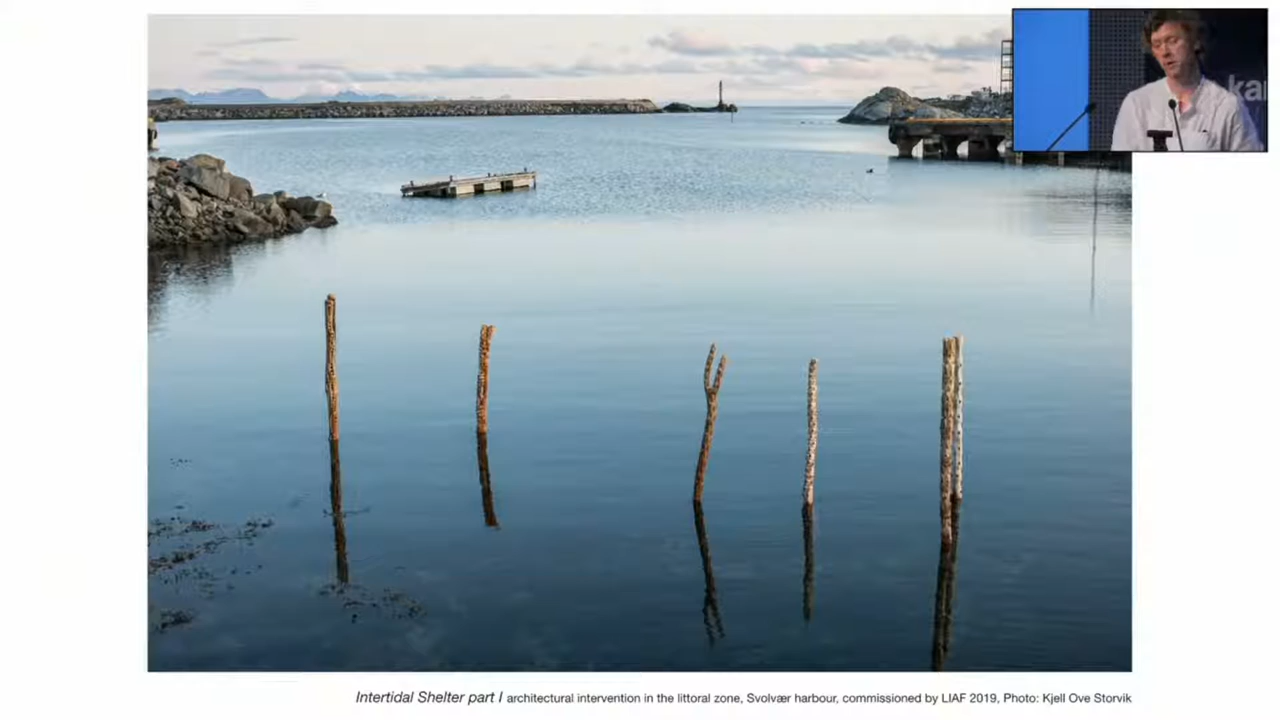 ka
Intertidal Shelter part I architectural intervention in the littoral zone, Svolvær harbour, commissioned by LIAF 2019, Photo: Kjell Ove Storvik